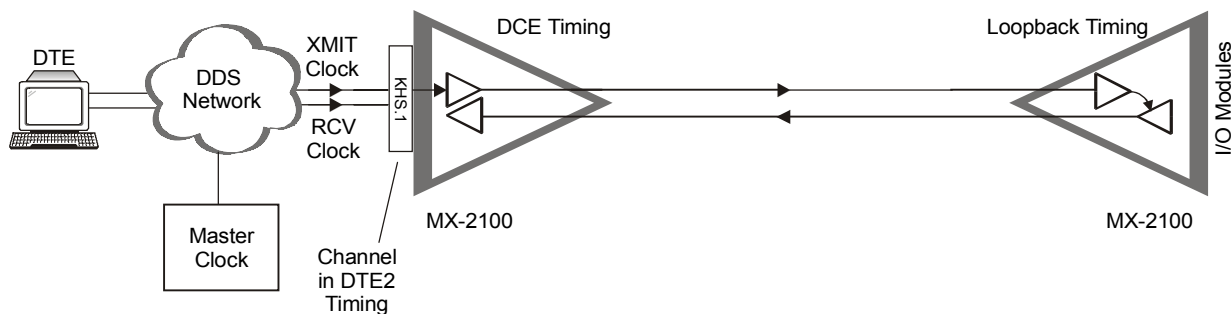 DTE
DDS
Network
XMIT
Clock
RCV
Clock
KHS.1
DCE Timing
Loopback Timing
I/O Modules
MX-2100
MX-2100
Master
Clock
Channel
in DTE2
Timing